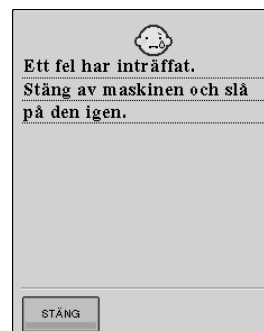 Ett fel har inträffat.
Stäng av maskinen och slå
på den igen.
STÄNG